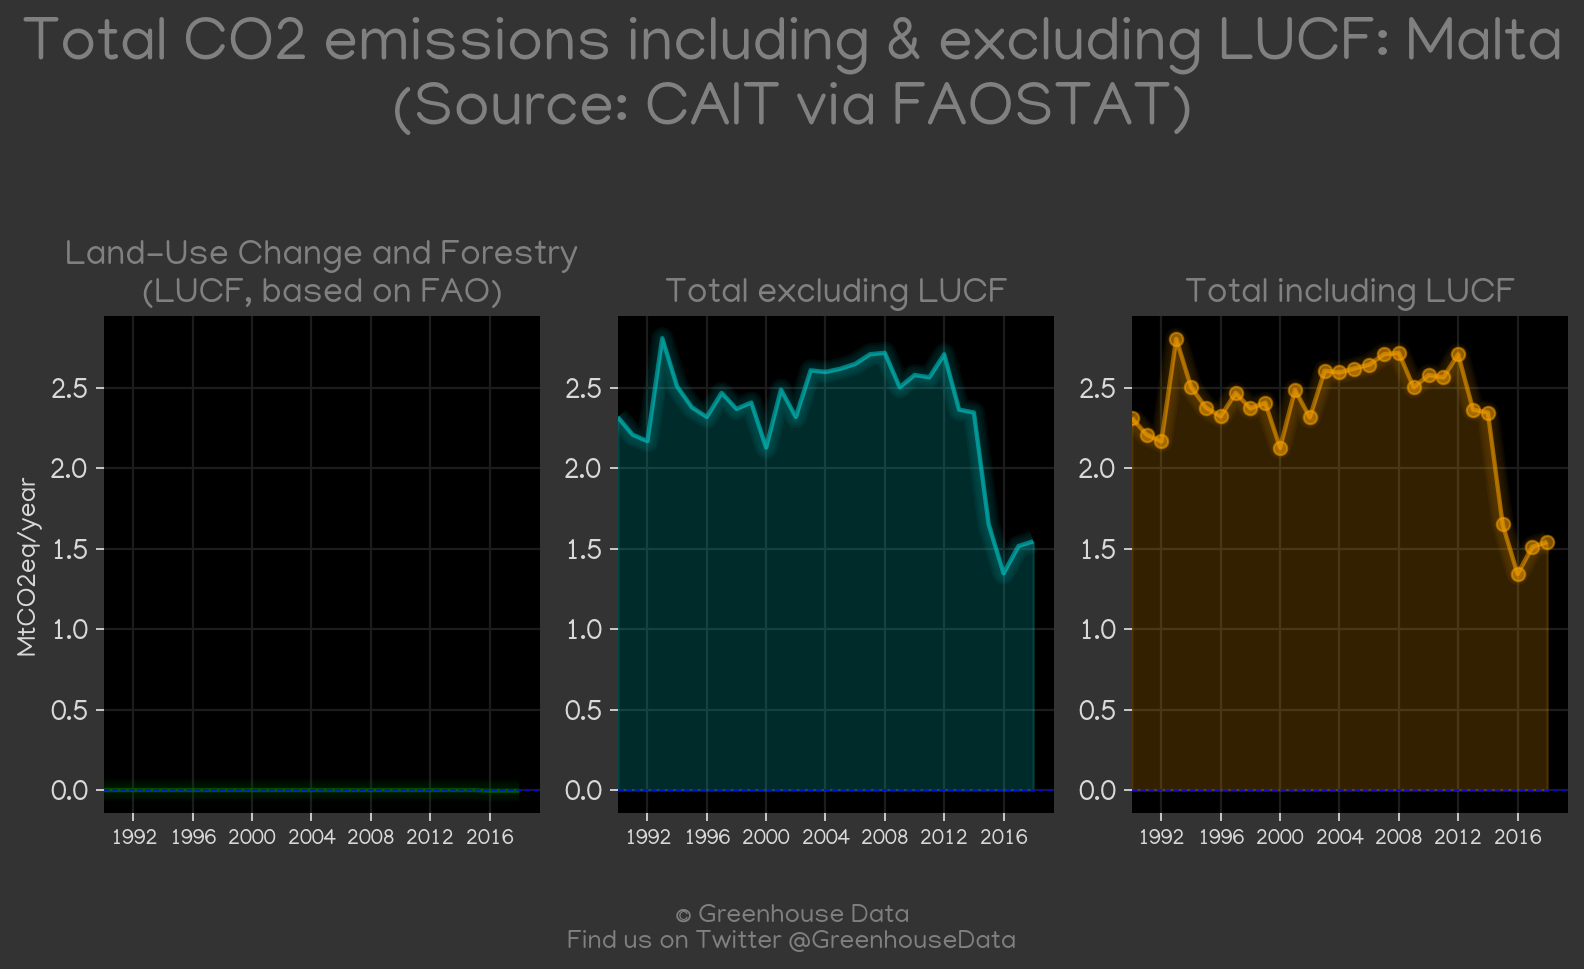 Total CO2 emissions including & excluding LUCF: Malta
(Source: CAIT via FAOSTAT)
Land-Use Change and Forestry
(LUCF, based on FAO)
Total excluding LUCF
Total including LUCF
MtCO2eq/year
2.5
2.0
1.5
1.0
0.5
0.0
1992 1996 2000 2004 2008 2012 2016
2.5
2.0
1.5
1.0
0.5
0.0
1992 1996 2000 2004 2008 2012 2016
2.5
2.0
1.5
1.0
0.5
0.0
1992 1996 2000 2004 2008 2012 2016
© Greenhouse Data
Find us on Twitter @GreenhouseData